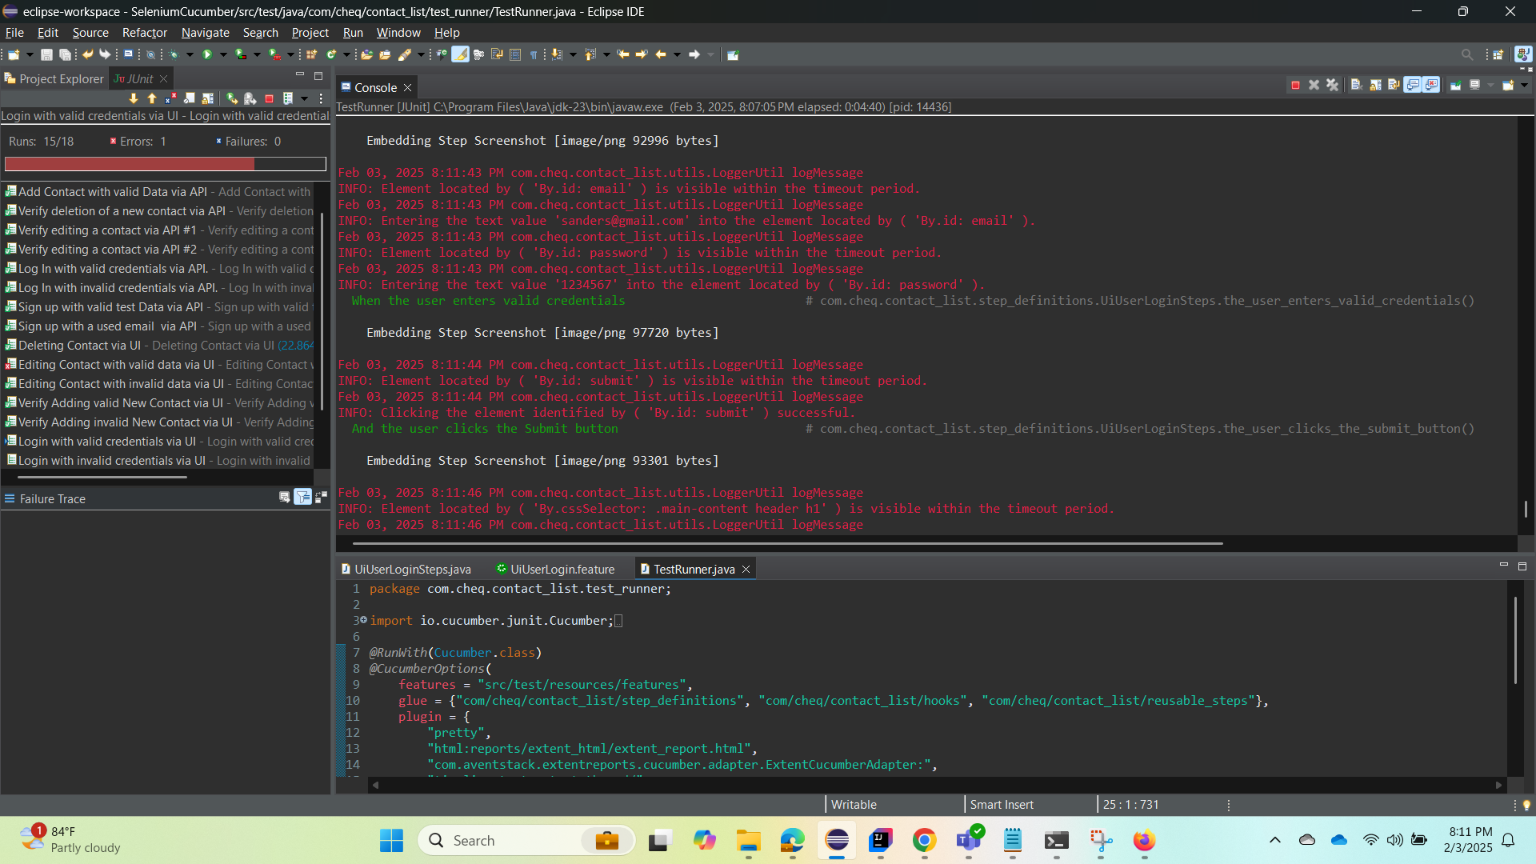 eclipse-workspace - SeleniumCucumber/src/test/java/com/cheq/contact_list/test_runner/TestRunner.java - Eclipse IDE
File Edit Source Refactor Navigate Search Project Run Window Help
Project Explorer JUnit
Login with valid credentials via UI - Login with valid credential
Runs: 15/18 Errors: 1 Failures: 0
Add Contact with valid Data via API - Add Contact with
Verify deletion of a new contact via API - Verify deletion
Verify editing a contact via API #1 - Verify editing a cont
Verify editing a contact via API #2 - Verify editing a cont
Log In with valid credentials via API. - Log In with valid c
Log In with invalid credentials via API. - Log In with inval
Sign up with valid test Data via API - Sign up with valid
Sign up with a used email via API - Sign up with a used
Deleting Contact via UI - Deleting Contact via UI (22.864
Editing Contact with valid data via UI - Editing Contact v
Editing Contact with invalid data via UI - Editing Contac
Verify Adding valid New Contact via UI - Verify Adding v
Verify Adding invalid New Contact via UI - Verify Adding
Login with valid credentials via UI - Login with valid cred
Login with invalid credentials via UI - Login with invalid
Failure Trace
Console
TestRunner [JUnit] C:\Program Files\Java\jdk-23\bin\javaw.exe (Feb 3, 2025, 8:07:05 PM elapsed: 0:04:40) [pid: 14436]
Embedding Step Screenshot [image/png 92996 bytes]
Feb 03, 2025 8:11:43 PM com.cheq.contact_list.utils.LoggerUtil logMessage
INFO: Element located by ( 'By.id: email' ) is visible within the timeout period.
Feb 03, 2025 8:11:43 PM com.cheq.contact_list.utils.LoggerUtil logMessage
INFO: Entering the text value 'sanders@gmail.com' into the element located by ( 'By.id: email' ).
Feb 03, 2025 8:11:43 PM com.cheq.contact_list.utils.LoggerUtil logMessage
INFO: Element located by ( 'By.id: password' ) is visible within the timeout period.
Feb 03, 2025 8:11:43 PM com.cheq.contact_list.utils.LoggerUtil logMessage
INFO: Entering the text value '1234567' into the element located by ( 'By.id: password' ).
When the user enters valid credentials # com.cheq.contact_list.step_definitions.UiUserLoginSteps.the_user_enters_valid_credentials()
Embedding Step Screenshot [image/png 97720 bytes]
Feb 03, 2025 8:11:44 PM com.cheq.contact_list.utils.LoggerUtil logMessage
INFO: Element located by ( 'By.id: submit' ) is visible within the timeout period.
Feb 03, 2025 8:11:44 PM com.cheq.contact_list.utils.LoggerUtil logMessage
INFO: Clicking the element identified by ( 'By.id: submit' ) successful.
And the user clicks the Submit button # com.cheq.contact_list.step_definitions.UiUserLoginSteps.the_user_clicks_the_submit_button()
Embedding Step Screenshot [image/png 93301 bytes]
Feb 03, 2025 8:11:46 PM com.cheq.contact_list.utils.LoggerUtil logMessage
INFO: Element located by ( 'By.cssSelector: .main-content header h1' ) is visible within the timeout period.
Feb 03, 2025 8:11:46 PM com.cheq.contact_list.utils.LoggerUtil logMessage
UiUserLoginSteps.java UiUserLogin.feature TestRunner.java
1 package com.cheq.contact_list.test_runner;
2
3 import io.cucumber.junit.Cucumber;
6
7 @RunWith(Cucumber.class)
8 @CucumberOptions(
9 features = "src/test/resources/features",
10 glue = {"com/cheq/contact_list/step_definitions", "com/cheq/contact_list/hooks", "com/cheq/contact_list/reusable_steps"},
11 plugin = {
12 "pretty",
13 "html:reports/extent_html/extent_report.html",
14 "com.aventstack.extentreports.cucumber.adapter.ExtentCucumberAdapter:",
Writable Smart Insert 25 : 1 : 731
1
84°F
Partly cloudy
Search
8:11 PM
2/3/2025